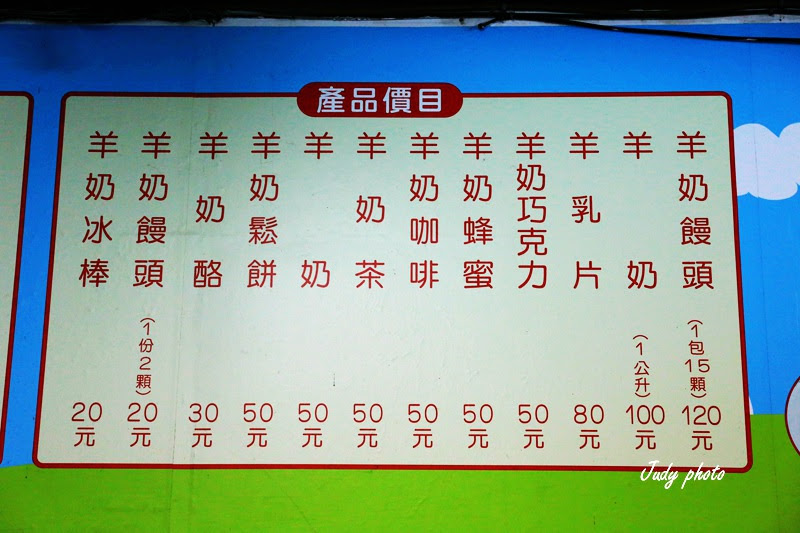 產品價目
羊奶冰棒 20元
羊奶饅頭 (1份2顆) 20元
羊奶酪 30元
羊奶鬆餅 50元
羊奶 50元
羊奶茶 50元
羊奶咖啡 50元
羊奶蜂蜜 50元
羊奶巧克力 50元
羊乳片 80元
羊奶 (1公升) 100元
羊奶饅頭 (1包15顆) 120元
Judy photo